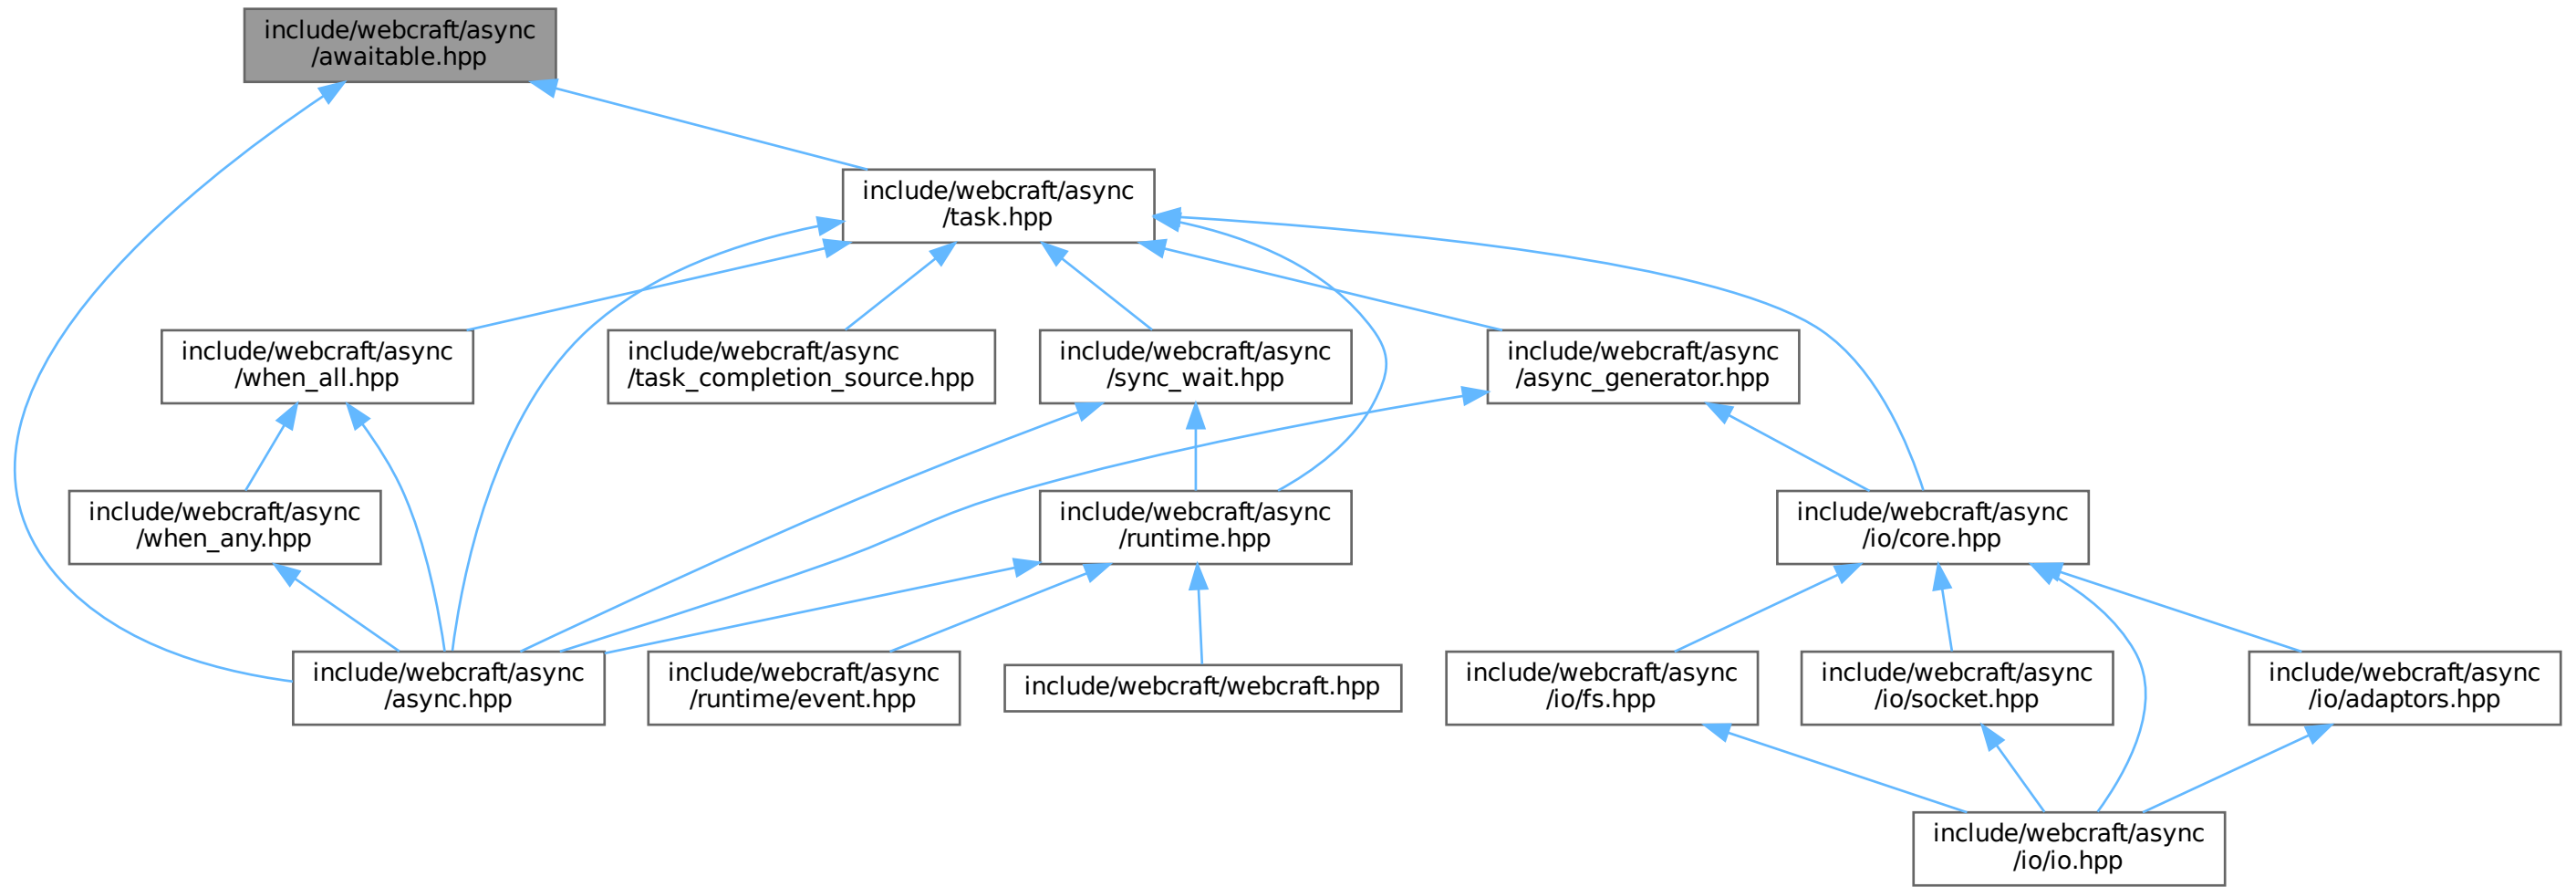 include/webcraft/async
/awaitable.hpp
include/webcraft/async
/task.hpp
include/webcraft/async
/when_all.hpp
include/webcraft/async
/task_completion_source.hpp
include/webcraft/async
/sync_wait.hpp
include/webcraft/async
/async_generator.hpp
include/webcraft/async
/when_any.hpp
include/webcraft/async
/runtime.hpp
include/webcraft/async
/io/core.hpp
include/webcraft/async
/async.hpp
include/webcraft/async
/runtime/event.hpp
include/webcraft/webcraft.hpp
include/webcraft/async
/io/fs.hpp
include/webcraft/async
/io/socket.hpp
include/webcraft/async
/io/adaptors.hpp
include/webcraft/async
/io/io.hpp